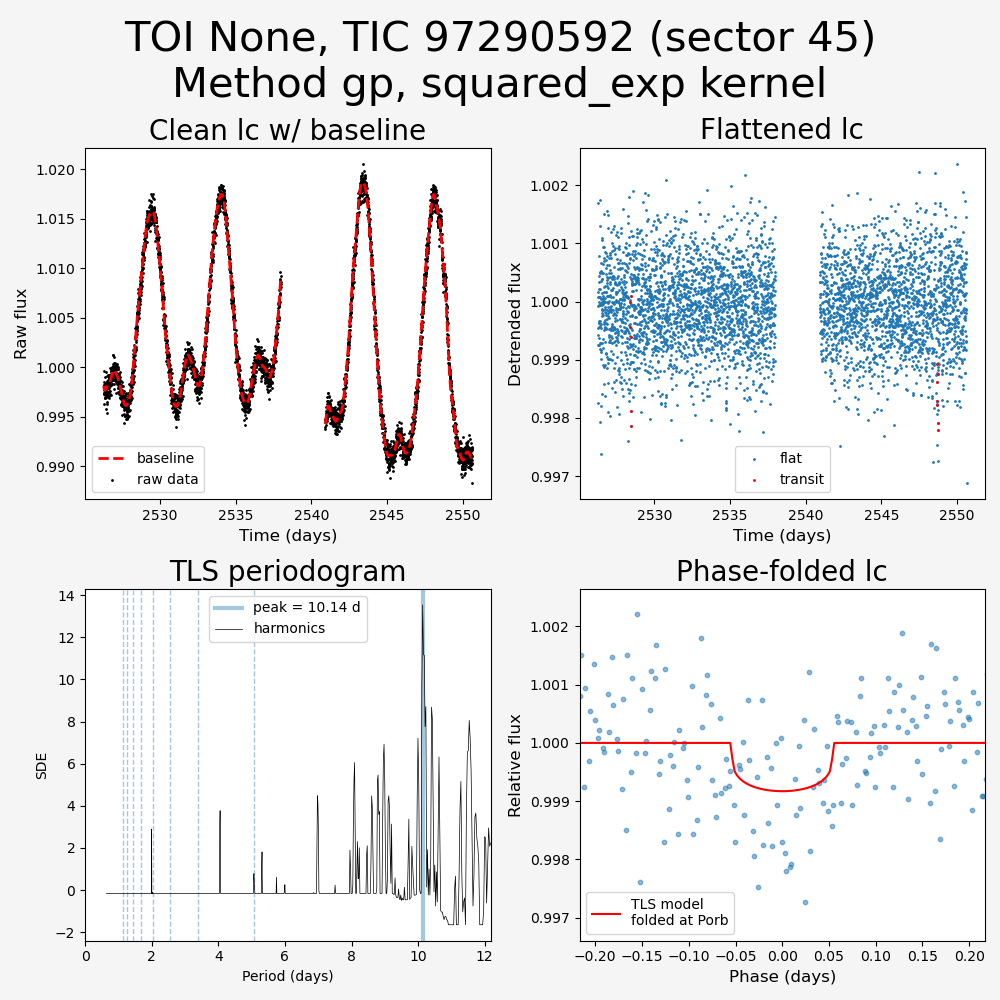 TOI None, TIC 97290592 (sector 45)
Method gp, squared_exp kernel
Clean lc w/ baseline
Raw flux
1.020
1.015
1.010
1.005
1.000
0.995
0.990
baseline
raw data
2530
2535
2540
2545
2550
Time (days)
Flattened lc
Detrended flux
1.002
1.001
1.000
0.999
0.998
0.997
flat
transit
2530
2535
2540
2545
2550
Time (days)
TLS periodogram
SDE
14
12
10
8
6
4
2
0
−2
peak = 10.14 d
harmonics
0
2
4
6
8
10
12
Period (days)
Phase-folded lc
Relative flux
1.002
1.001
1.000
0.999
0.998
0.997
TLS model
folded at Porb
−0.20
−0.15
−0.10
−0.05
0.00
0.05
0.10
0.15
0.20
Phase (days)